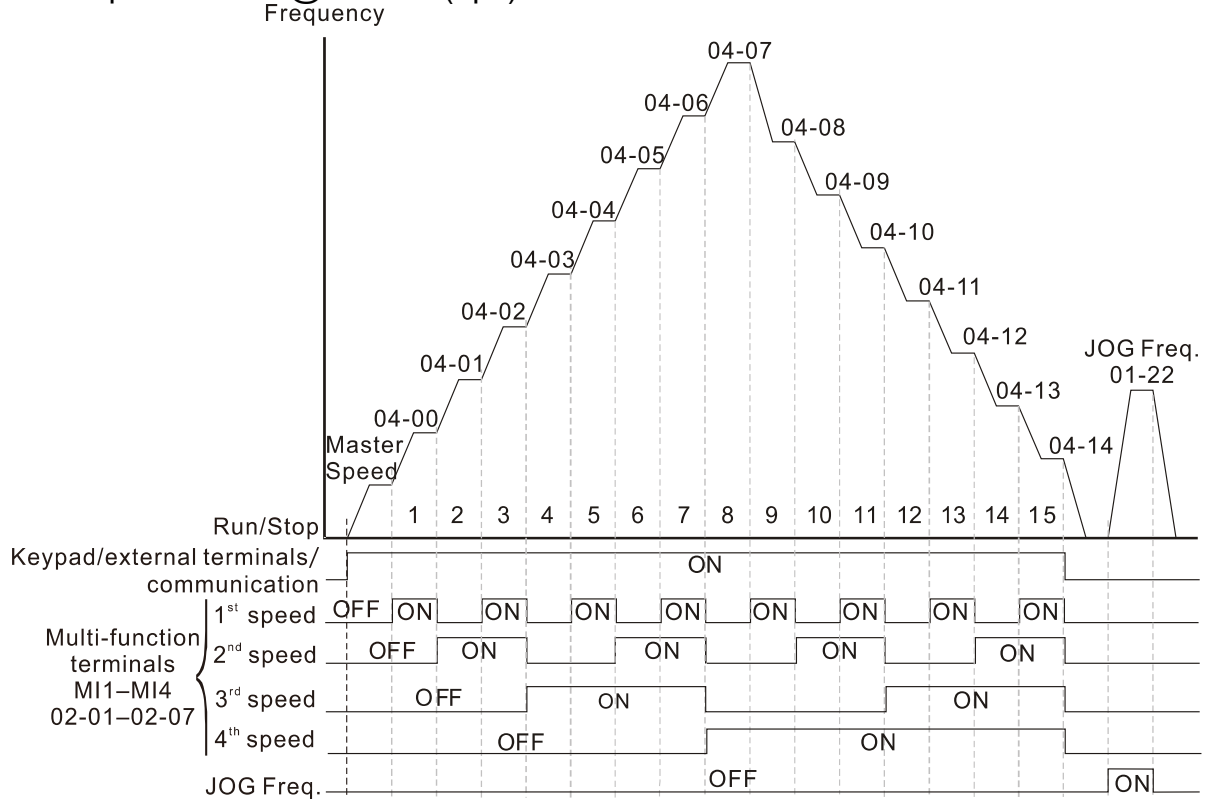 Frequency
04-07
04-06
04-08
04-05
04-09
04-04
04-10
04-03
04-11
04-02
04-12
JOG Freq.
01-22
04-01
04-13
04-00
Master
Speed
04-14
Run/Stop 1 2 3 4 5 6 7 8 9 10 11 12 13 14 15
Keypad/external terminals/
communication
ON
Multi-function
terminals
MI1–MI4
02-01–02-07
1st speed OFF ON ON ON ON ON ON ON ON
2nd speed OFF ON ON ON ON
3rd speed OFF ON ON
4th speed OFF ON
JOG Freq. OFF ON